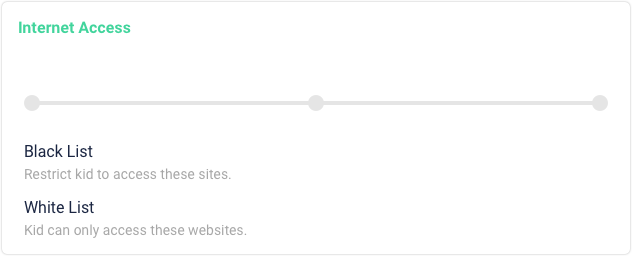 Internet Access
Black List
Restrict kid to access these sites.
White List
Kid can only access these websites.